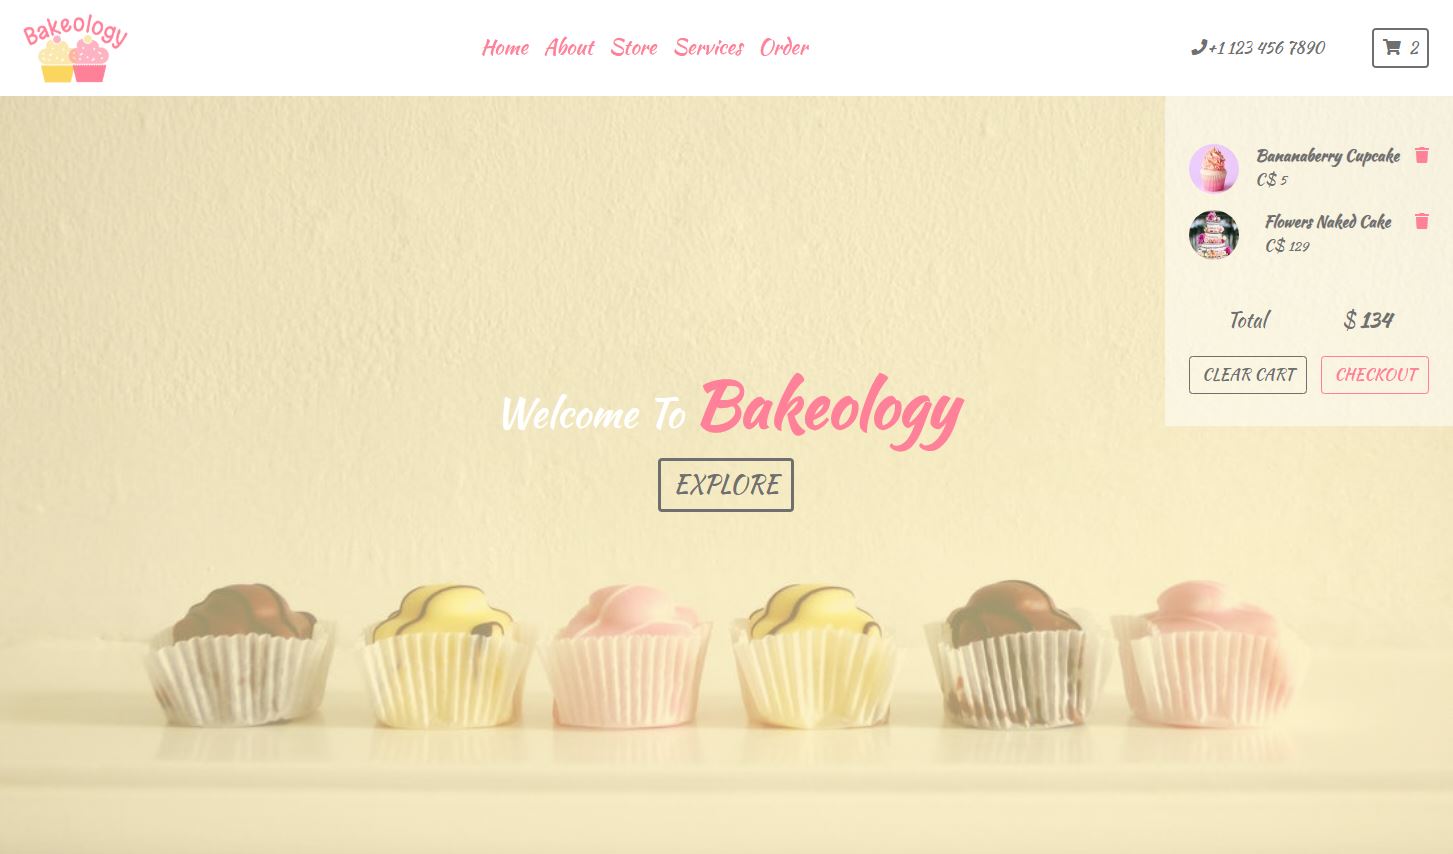 Bakeology
Home About Store Services Order
+1 123 456 7890
2
Bananaberry Cupcake
C$ 5
Flowers Naked Cake
C$ 129
Total $ 134
CLEAR CART CHECKOUT
Welcome To Bakeology
EXPLORE